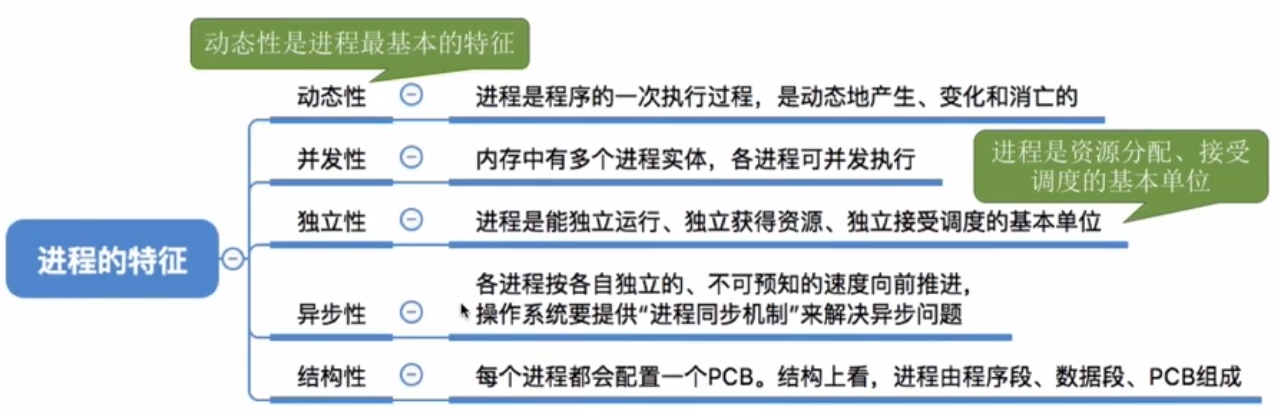 动态性是进程最基本的特征
动态性
进程是程序的一次执行过程，是动态地产生、变化和消亡的
并发性
内存中有多个进程实体，各进程可并发执行
进程是资源分配、接受
调度的基本单位
独立性
进程是能独立运行、独立获得资源、独立接受调度的基本单位
进程的特征
异步性
各进程按各自独立的、不可预知的速度向前推进，
操作系统要提供“进程同步机制”来解决异步问题
结构性
每个进程都会配置一个PCB。结构上看，进程由程序段、数据段、PCB组成